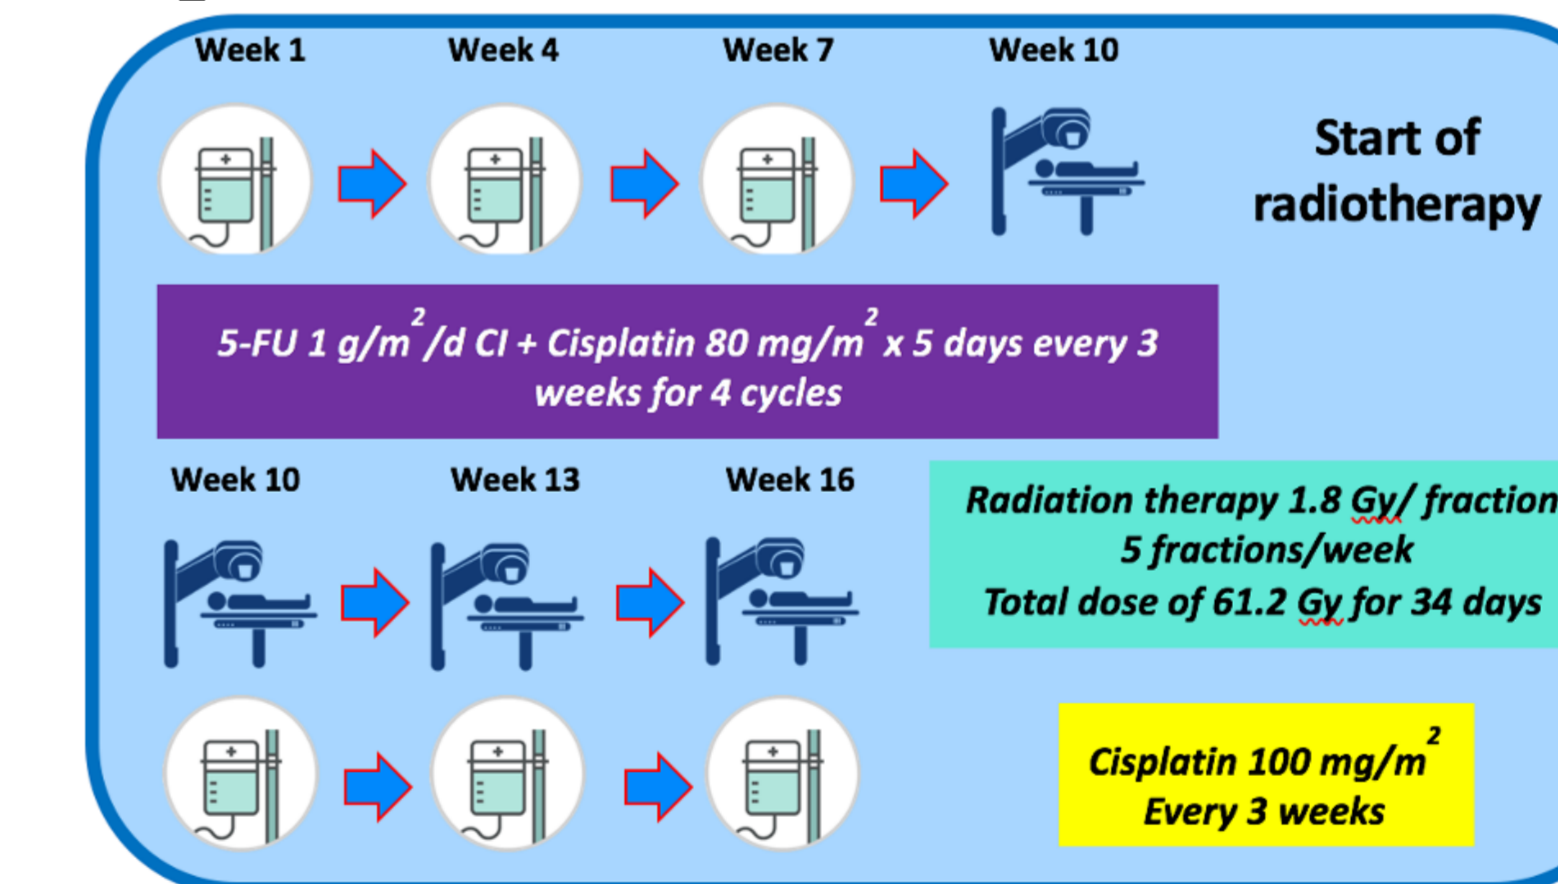 Week 1 Week 4 Week 7 Week 10
Start of
radiotherapy
5-FU 1 g/m²/d CI + Cisplatin 80 mg/m² x 5 days every 3
weeks for 4 cycles
Week 10 Week 13 Week 16
Radiation therapy 1.8 Gy/ fraction
5 fractions/week
Total dose of 61.2 Gy for 34 days
Cisplatin 100 mg/m²
Every 3 weeks